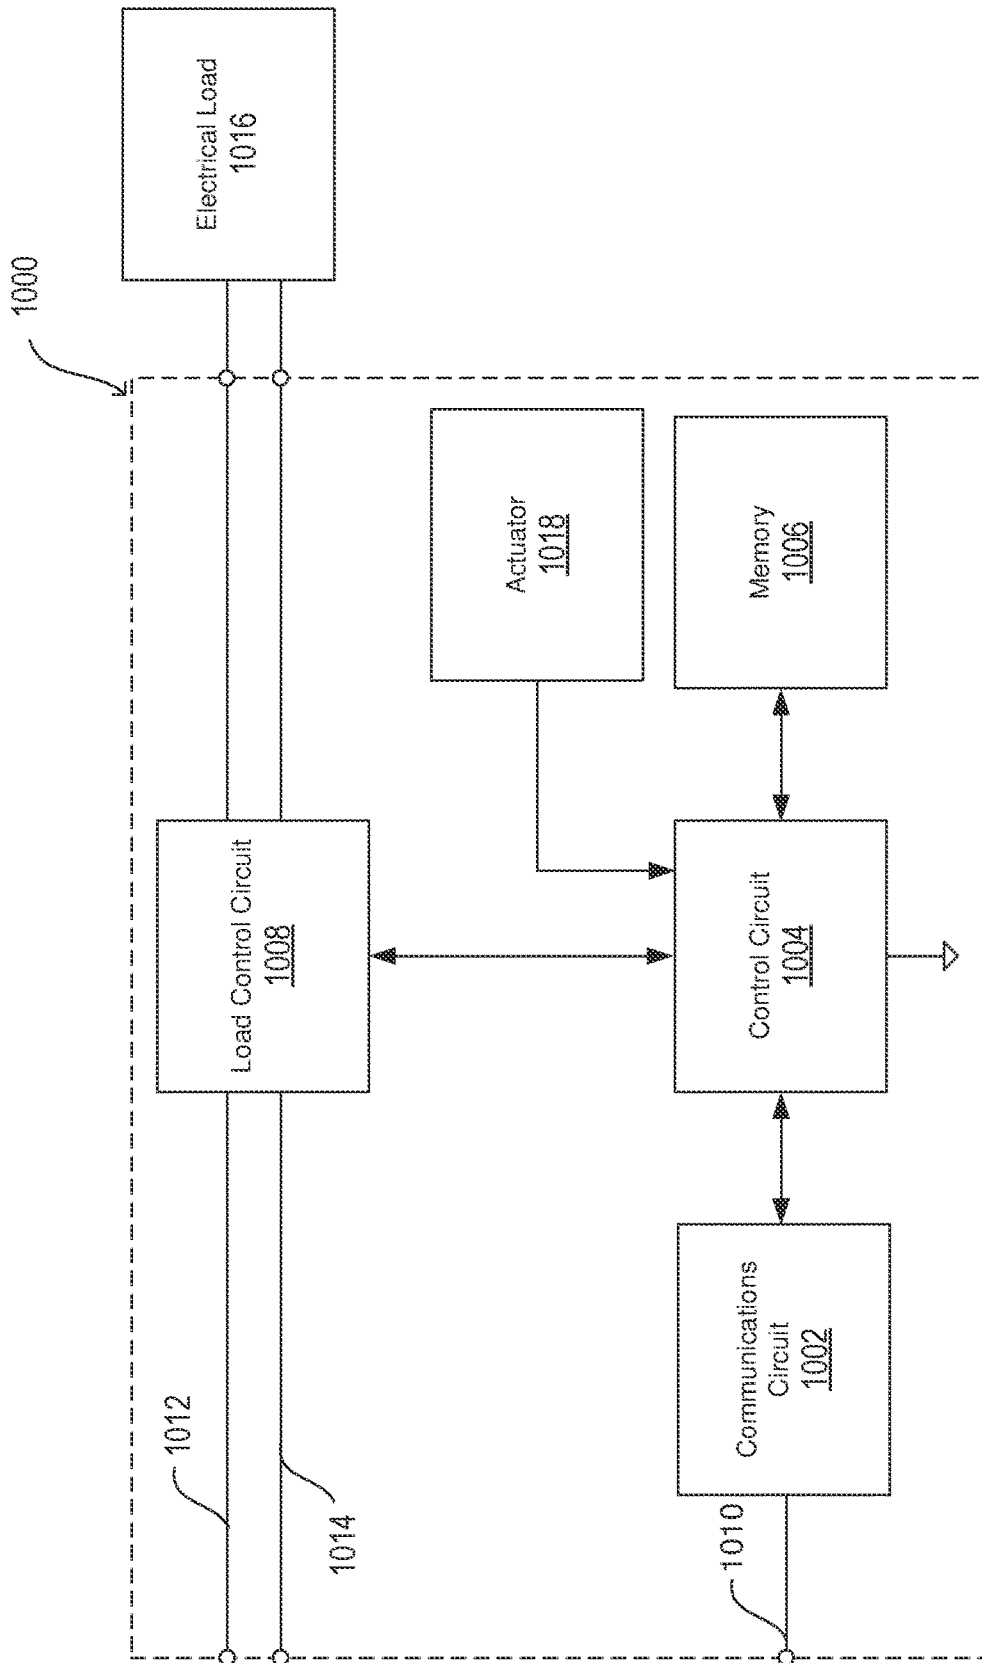 1000
Electrical Load
1016
1012
1014
Load Control Circuit
1008
Actuator
1018
1010
Communications
Circuit
1002
Control Circuit
1004
Memory
1006